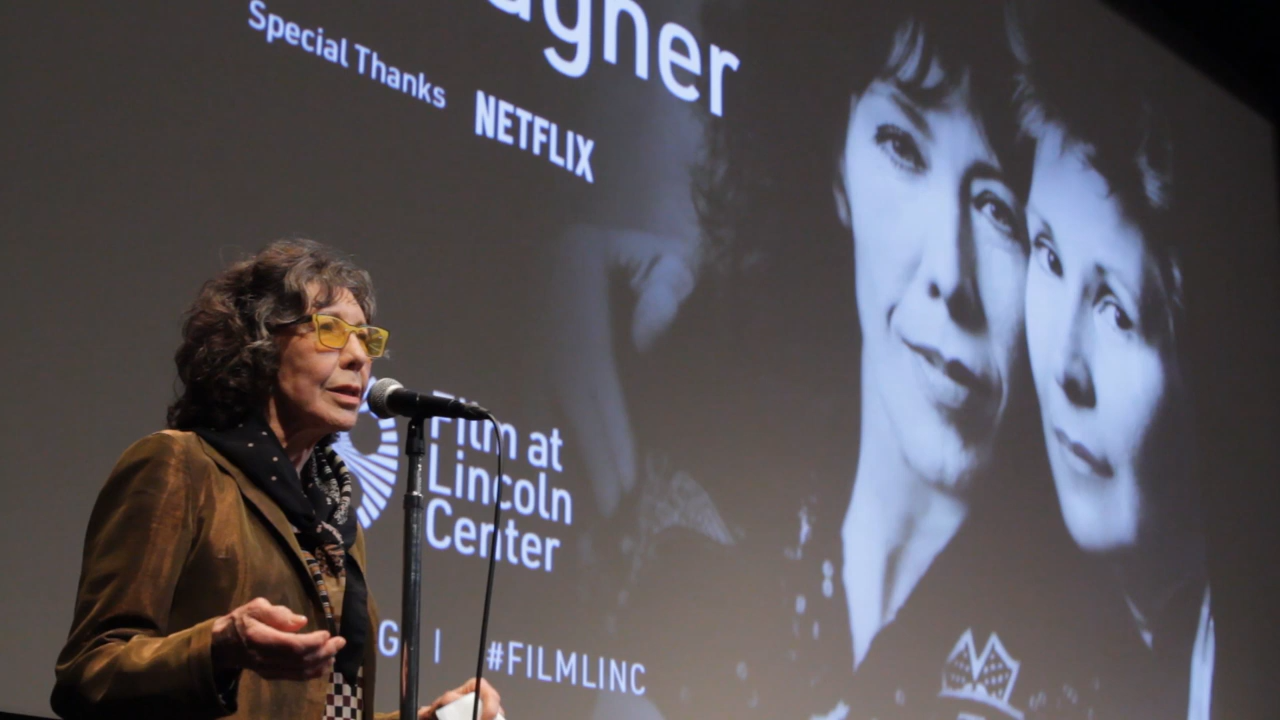 agner
Special Thanks NETFLIX
Film at
Lincoln
Center
G | #FILMLINC